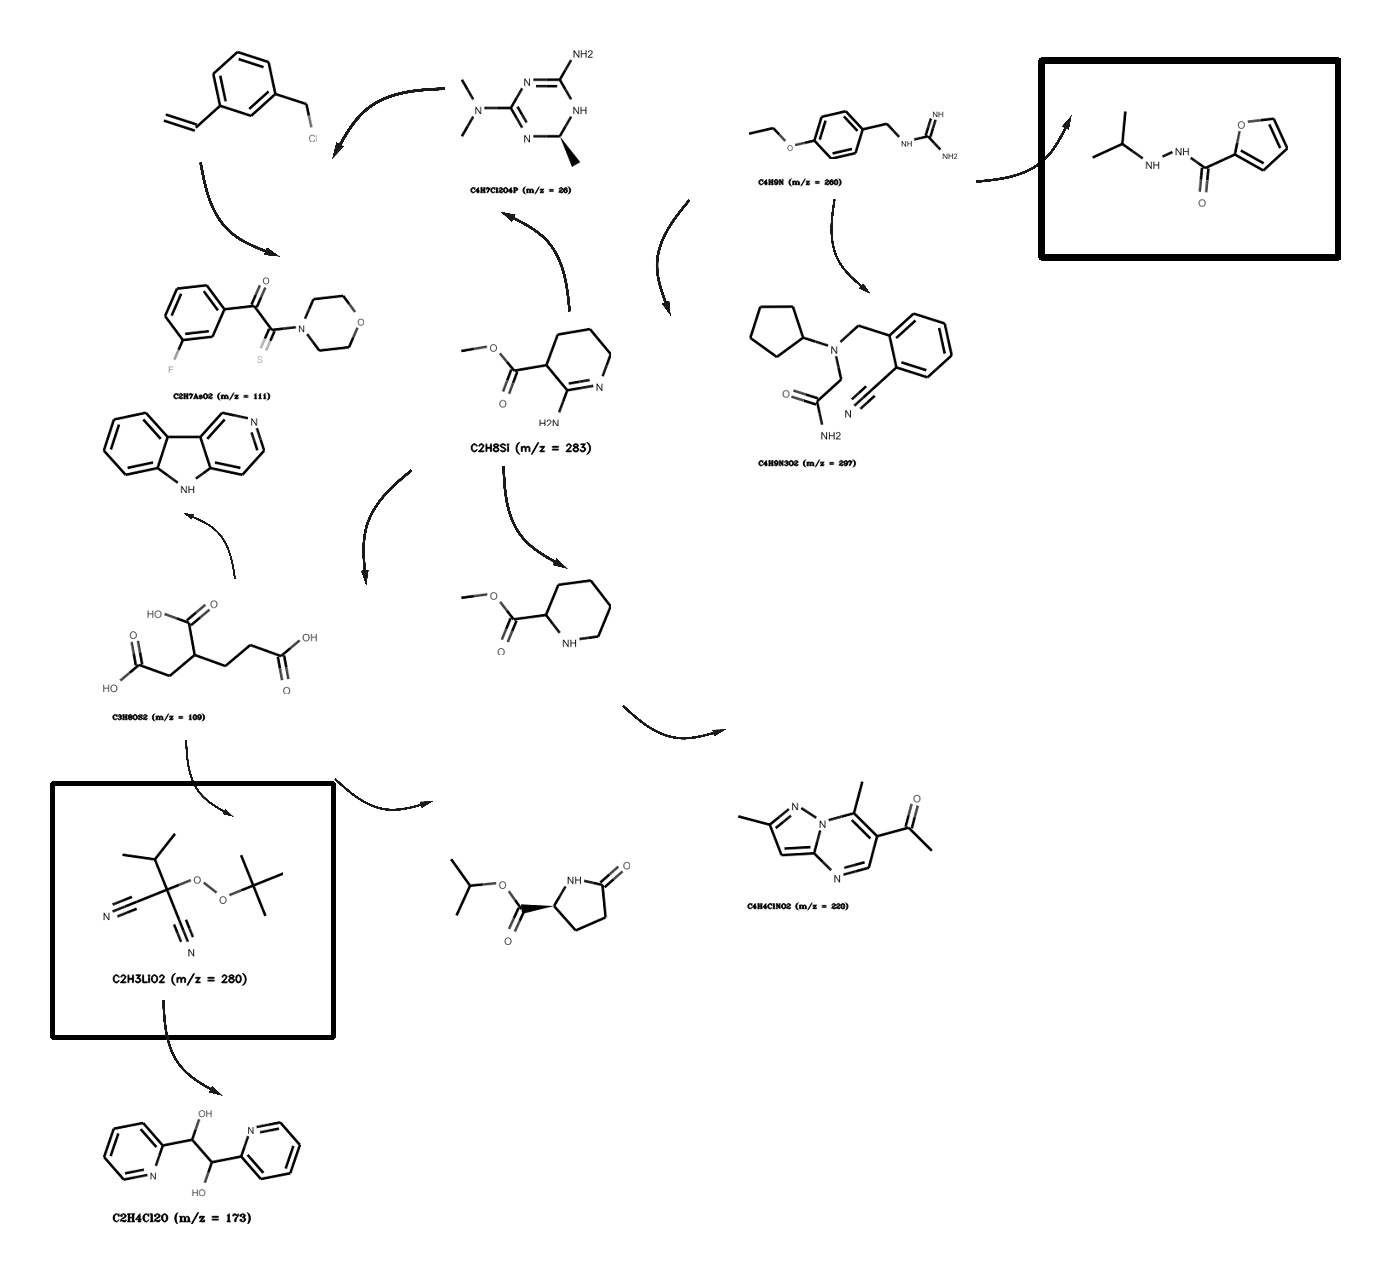 NH2
N
NH
N
N
Cl
C4H7Cl2O4P (m/z = 26)
O
NH
NH
NH2
C4H9N (m/z = 260)
O
NH
NH
O
O
N
O
S
F
C2H7AsO2 (m/z = 111)
O
O
N
H2N
C2H8Si (m/z = 283)
N
O
N
NH2
C4H9N3O2 (m/z = 297)
N
NH
HO
O
O
OH
HO
O
C3H8OS2 (m/z = 109)
O
O
NH
O
N
N
N
C4H4ClNO2 (m/z = 220)
O
O
N
N
C2H3LiO2 (m/z = 280)
O
NH
O
O
OH
N
N
HO
C2H4Cl2O (m/z = 173)